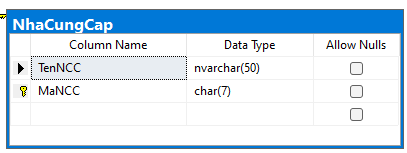 NhaCungCap
Column Name Data Type Allow Nulls
TenNCC nvarchar(50)
MaNCC char(7)